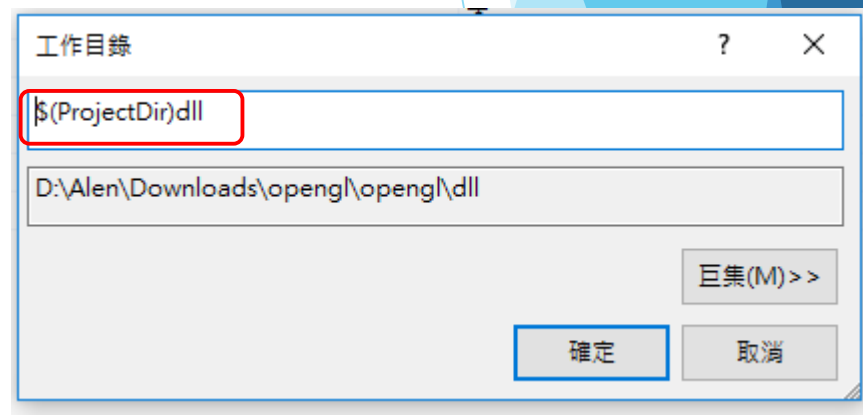 工作目錄
$(ProjectDir)dll
D:\Alen\Downloads\opengl\opengl\dll
巨集(M)>>
確定
取消